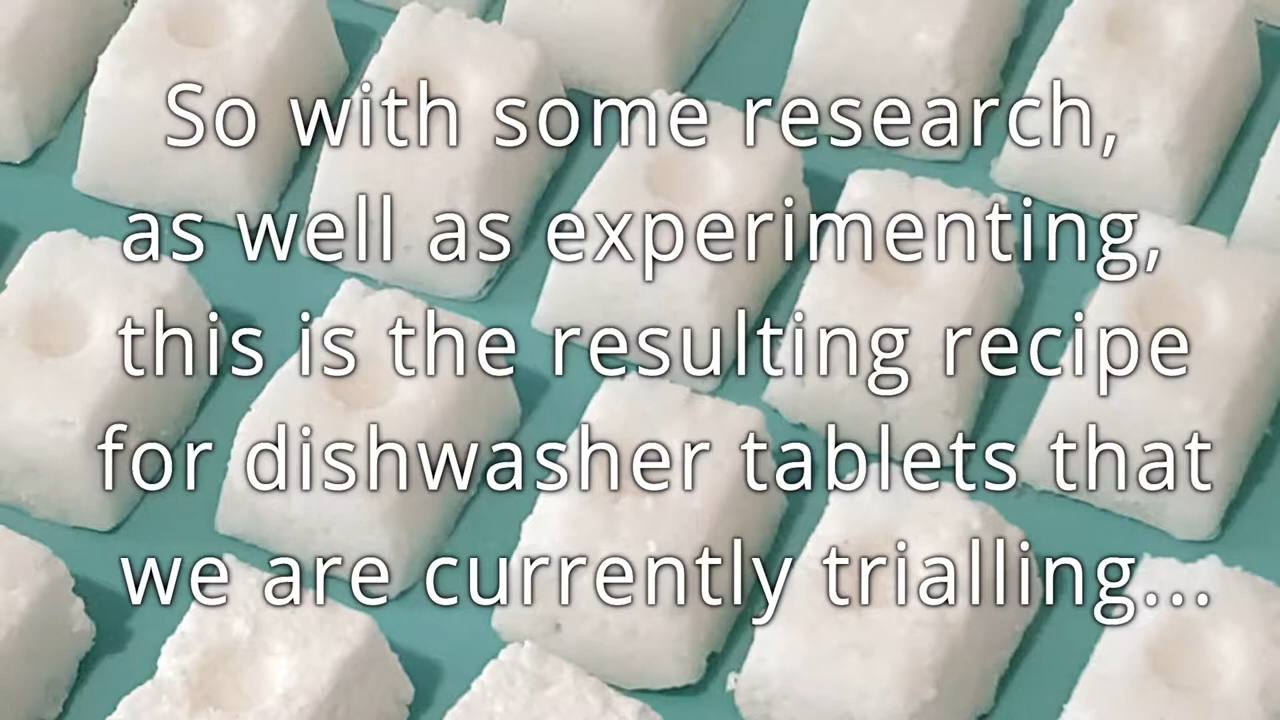 So with some research,
as well as experimenting,
this is the resulting recipe
for dishwasher tablets that
we are currently trialling...